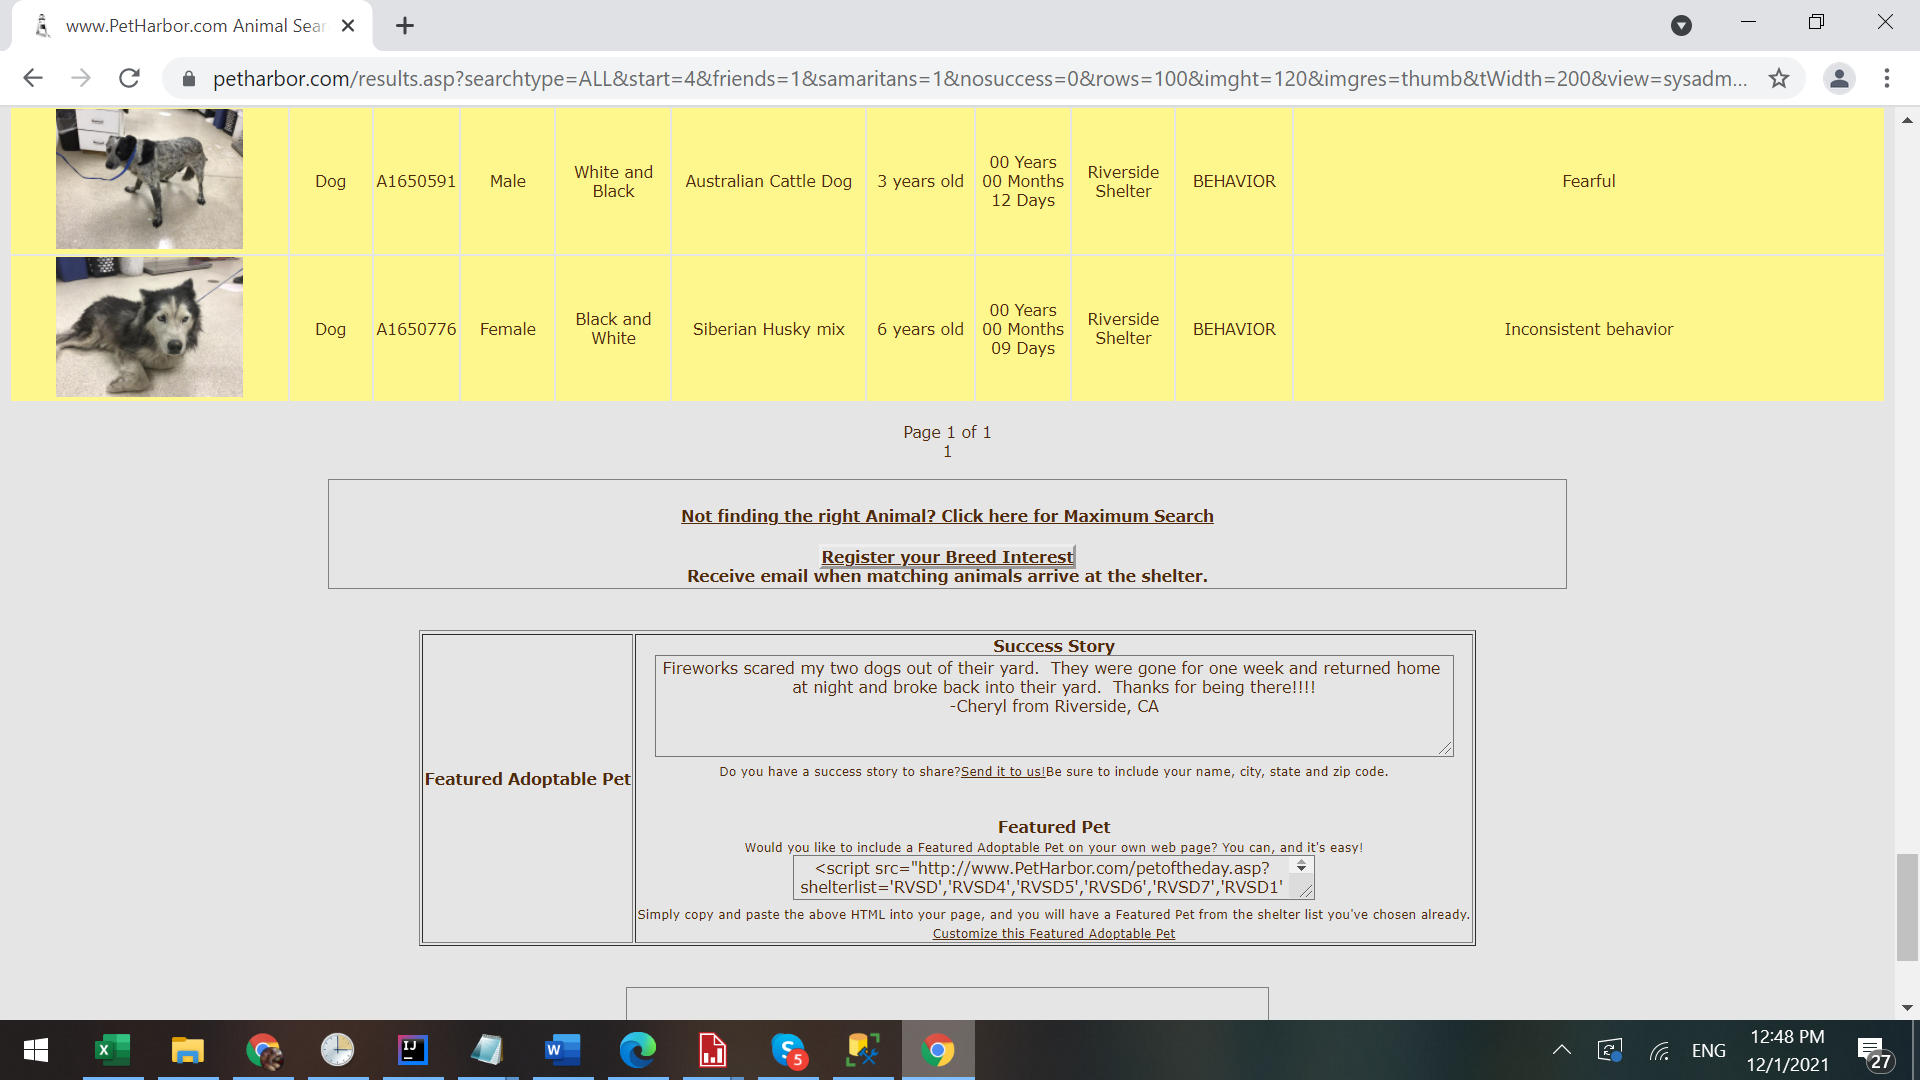 www.PetHarbor.com Animal Sear
petharbor.com/results.asp?searchtype=ALL&start=4&friends=1&samaritans=1&nosuccess=0&rows=100&imght=120&imgres=thumb&tWidth=200&view=sysadm...
Dog
A1650591
Male
White and
Black
Australian Cattle Dog
3 years old
00 Years
00 Months
12 Days
Riverside
Shelter
BEHAVIOR
Fearful
Dog
A1650776
Female
Black and
White
Siberian Husky mix
6 years old
00 Years
00 Months
09 Days
Riverside
Shelter
BEHAVIOR
Inconsistent behavior
Page 1 of 1
1
Not finding the right Animal? Click here for Maximum Search
Register your Breed Interest
Receive email when matching animals arrive at the shelter.
Featured Adoptable Pet
Success Story
Fireworks scared my two dogs out of their yard.  They were gone for one week and returned home
at night and broke back into their yard.  Thanks for being there!!!!
-Cheryl from Riverside, CA
Do you have a success story to share?Send it to us!Be sure to include your name, city, state and zip code.
Featured Pet
Would you like to include a Featured Adoptable Pet on your own web page? You can, and it's easy!
<script src="http://www.PetHarbor.com/petoftheday.asp?
shelterlist='RVSD','RVSD4','RVSD5','RVSD6','RVSD7','RVSD1'
Simply copy and paste the above HTML into your page, and you will have a Featured Pet from the shelter list you've chosen already.
Customize this Featured Adoptable Pet
X
IJ
W
S
5
ENG
12:48 PM
12/1/2021
27